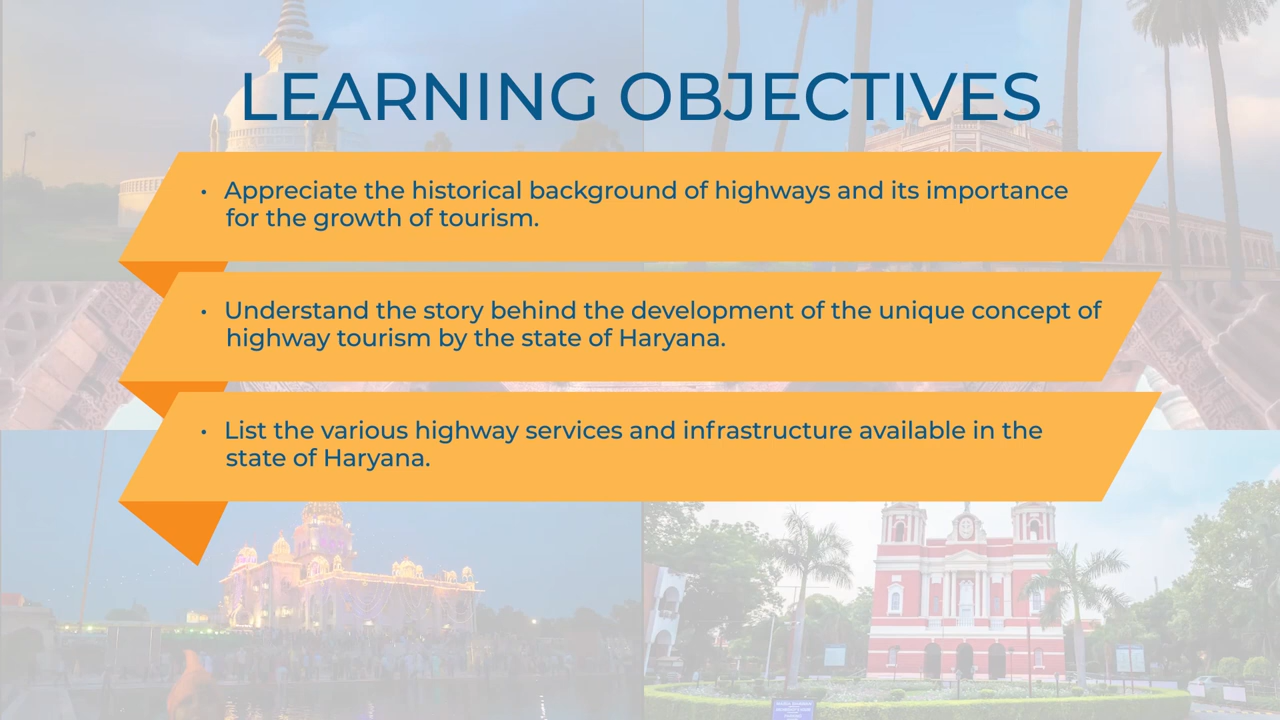 LEARNING OBJECTIVES
• Appreciate the historical background of highways and its importance
for the growth of tourism.
• Understand the story behind the development of the unique concept of
highway tourism by the state of Haryana.
• List the various highway services and infrastructure available in the
state of Haryana.